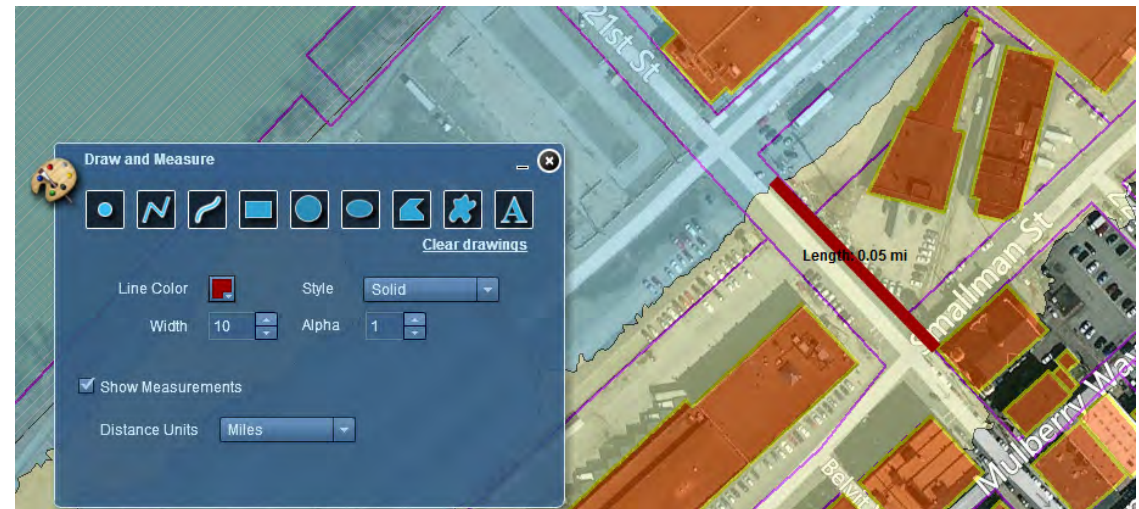 21st St
Draw and Measure
A
Clear drawings
Line Color
Style
Solid
Width
10
Alpha
1
Show Measurements
Distance Units
Miles
Length: 0.05 mi
Smallman St
Mulberry Way